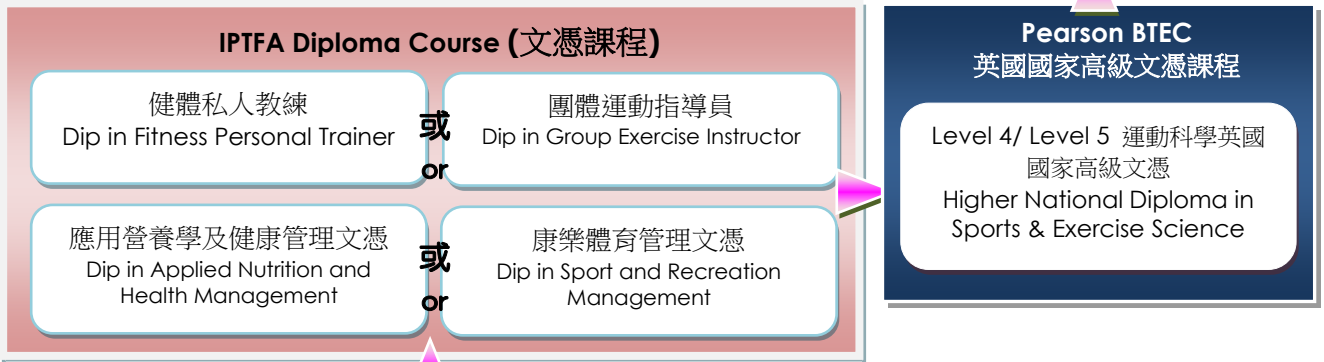 IPTFA Diploma Course (文憑課程)
健體私人教練
Dip in Fitness Personal Trainer
或
or
團體運動指導員
Dip in Group Exercise Instructor
應用營養學及健康管理文憑
Dip in Applied Nutrition and
Health Management
或
or
康樂體育管理文憑
Dip in Sport and Recreation
Management
Pearson BTEC
英國國家高級文憑課程
Level 4/ Level 5 運動科學英國
國家高級文憑
Higher National Diploma in
Sports & Exercise Science